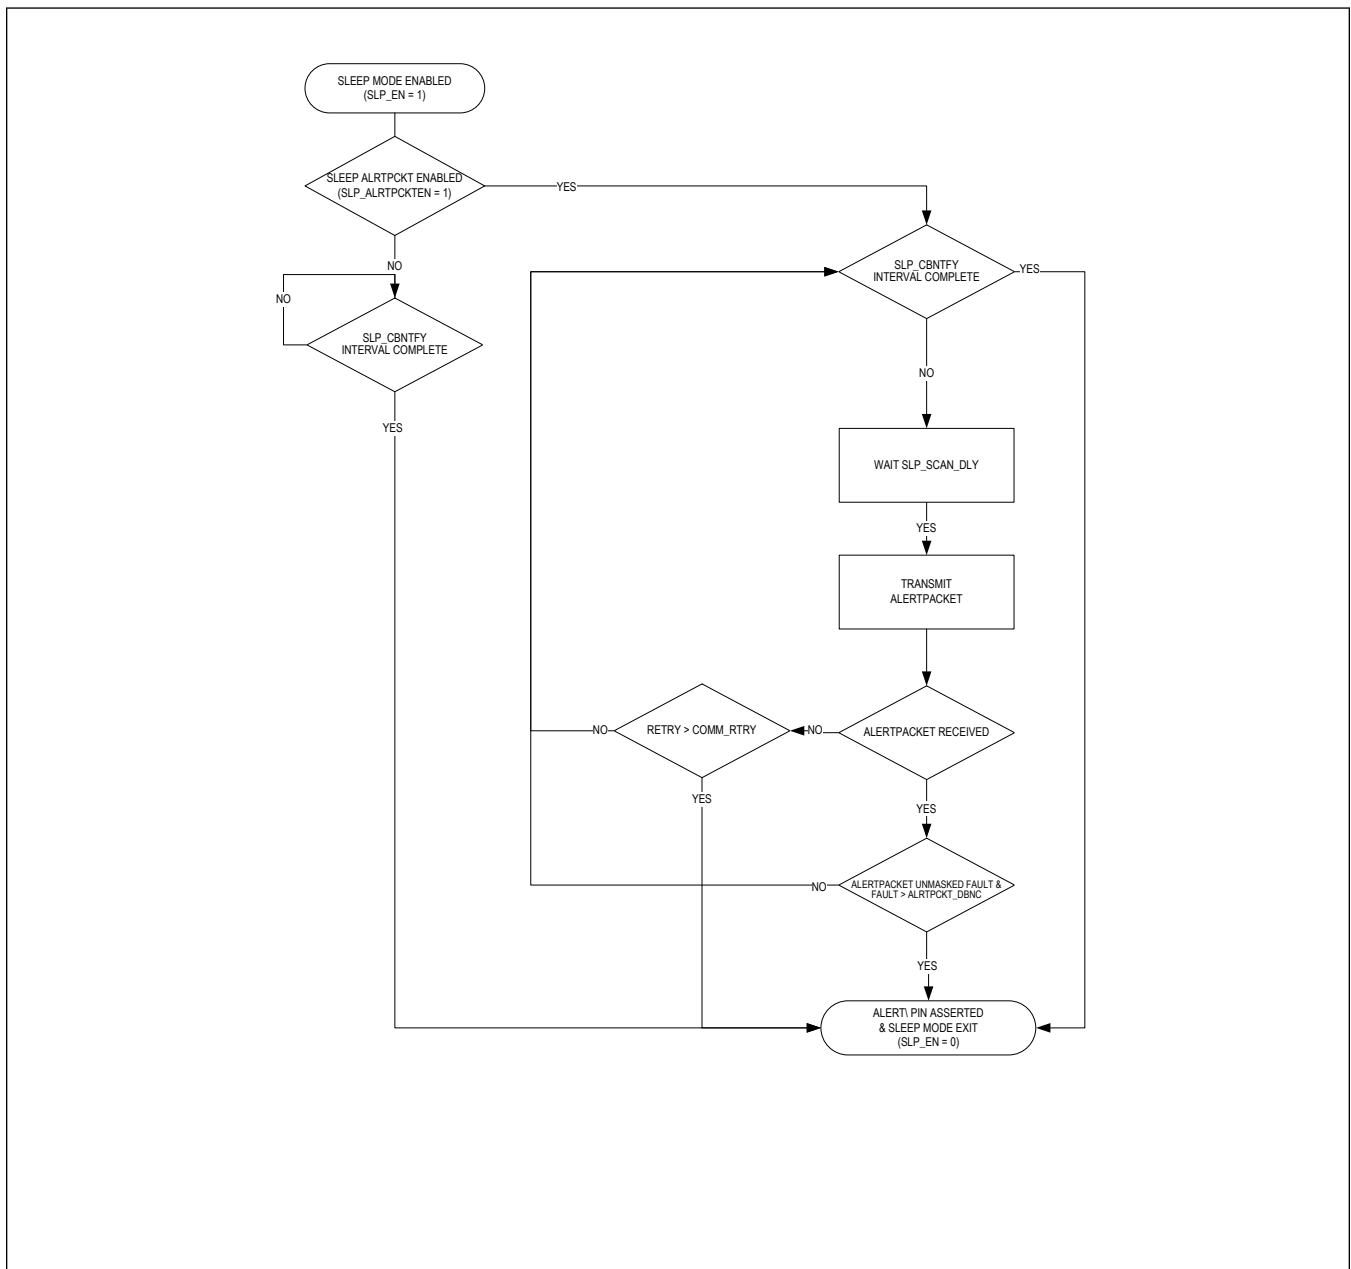 SLEEP MODE ENABLED
(SLP_EN = 1)
SLEEP ALRTPCKT ENABLED
(SLP_ALRTPCKTEN = 1)
YES
NO
SLP_CBNTFY
INTERVAL COMPLETE
YES
NO
SLP_CBNTFY
INTERVAL COMPLETE
NO
YES
WAIT SLP_SCAN_DLY
YES
TRANSMIT
ALERTPACKET
ALERTPACKET RECEIVED
NO
RETRY > COMM_RTRY
NO
YES
YES
ALERTPACKET UNMASKED FAULT &
FAULT > ALRTPCKT_DBNC
NO
YES
ALERT\ PIN ASSERTED
& SLEEP MODE EXIT
(SLP_EN = 0)